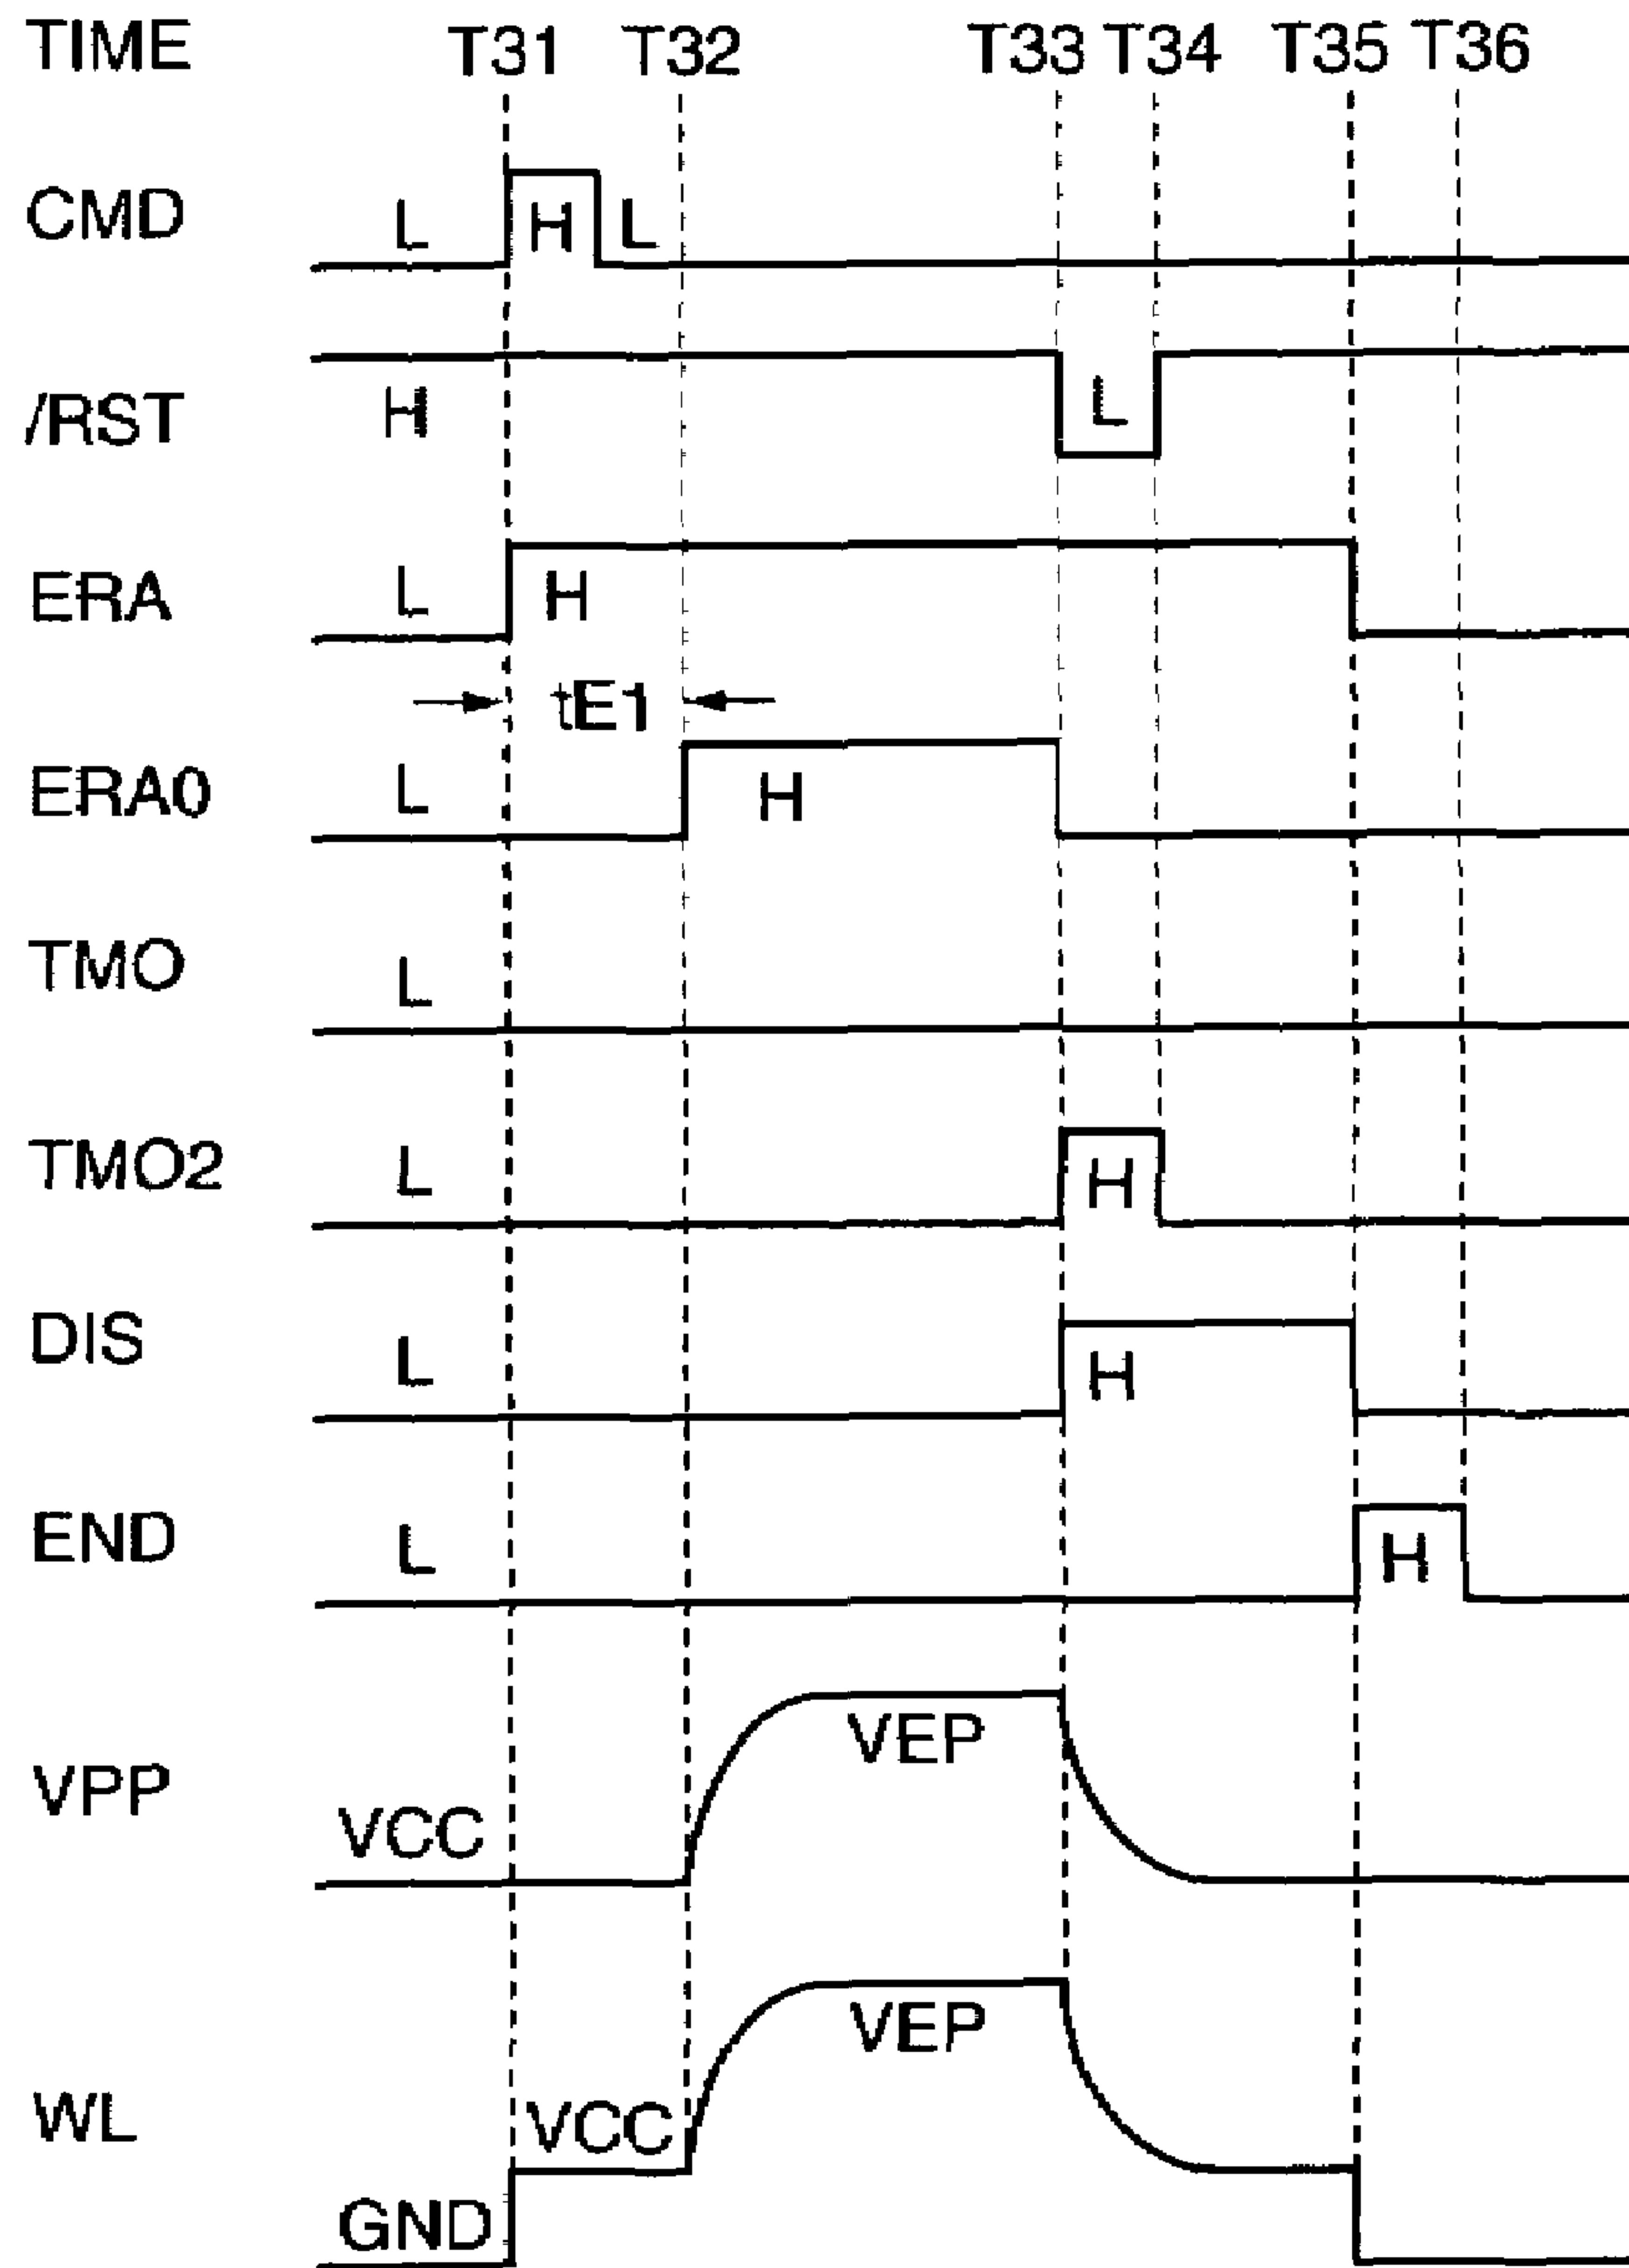 TIME T31 T32 T33 T34 T35 T36
CMD L H L
/RST H L
ERA L H
tE1
ERA0 L H
TMO L
TMO2 L H
DIS L H
END L H
VPP VCC VEP
WL GND VCC VEP